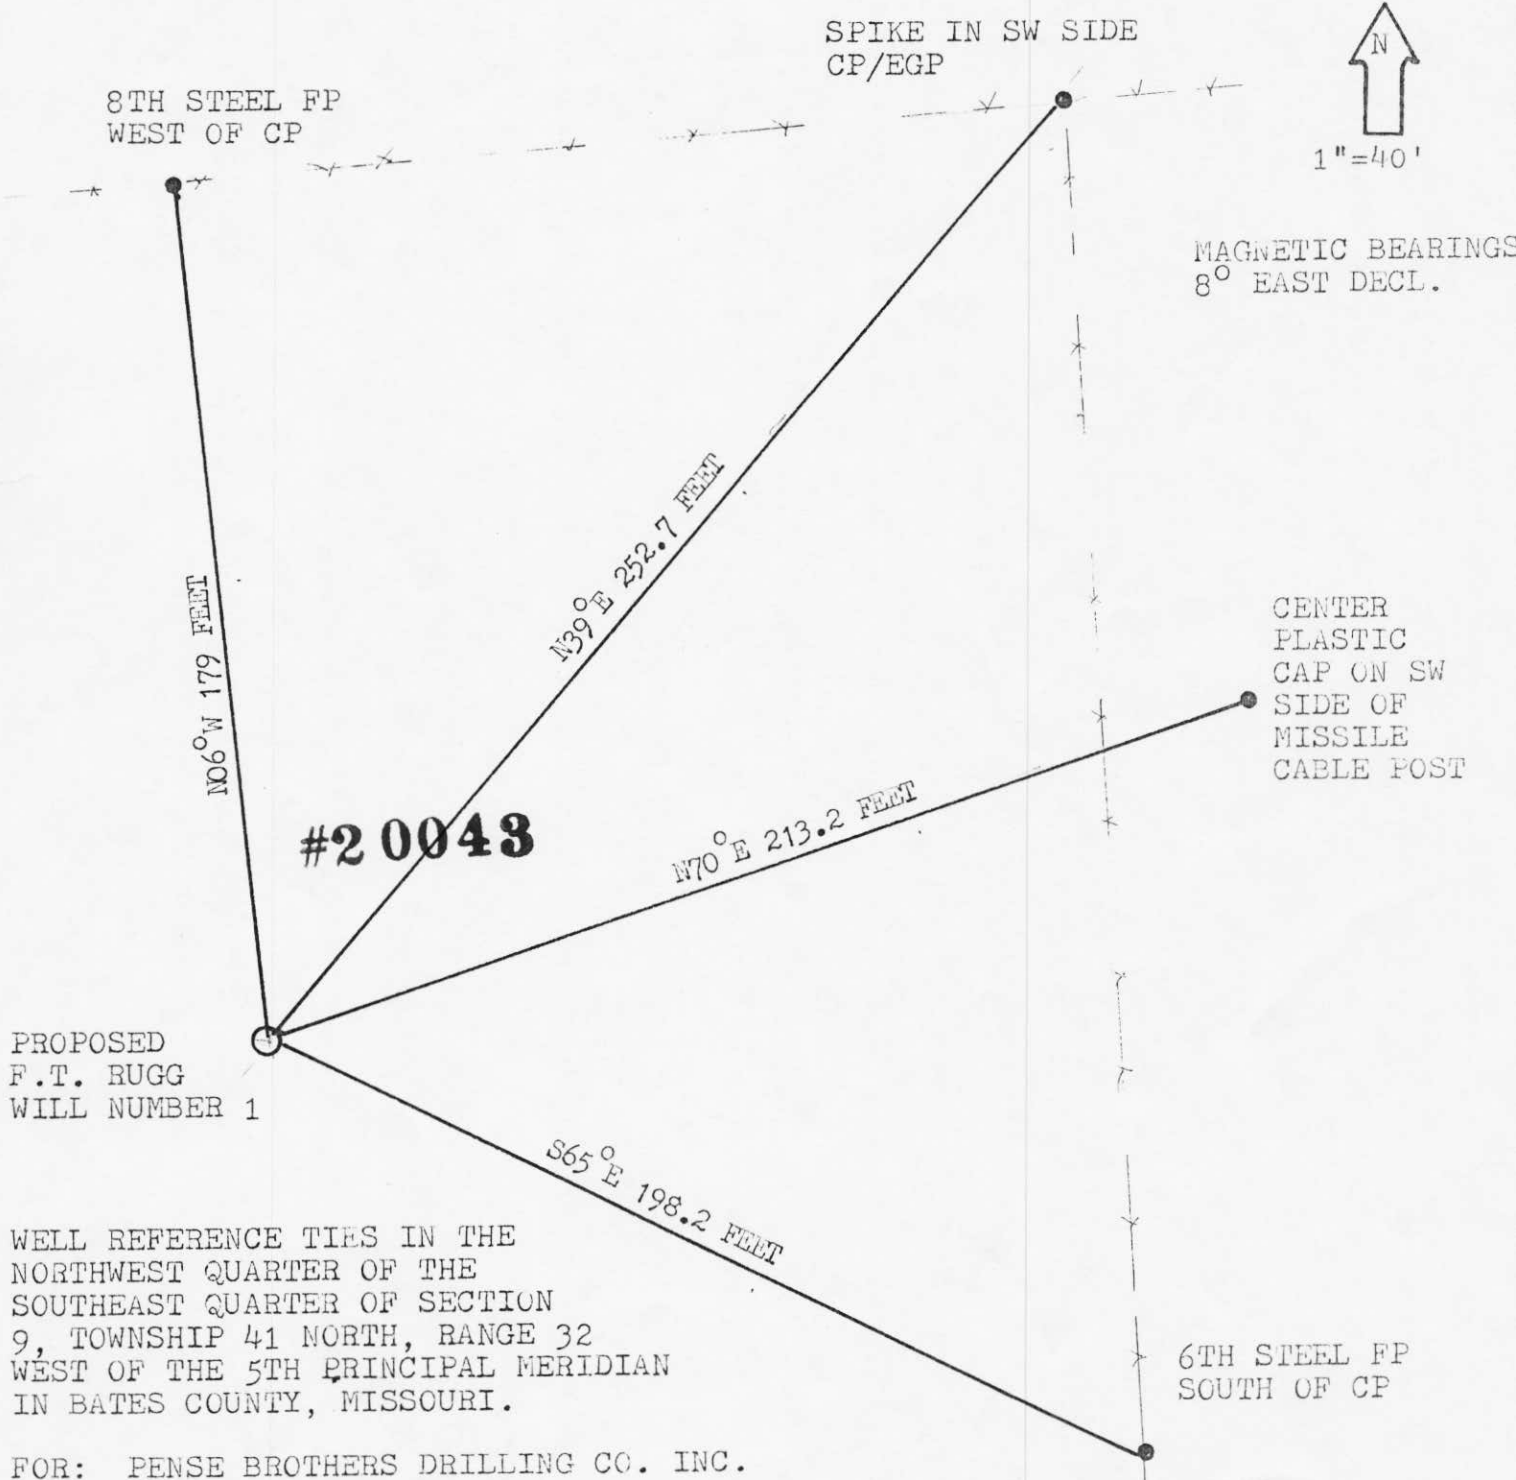 SPIKE IN SW SIDE
CP/EGP
N
1"=40'
8TH STEEL FP
WEST OF CP
MAGNETIC BEARINGS
8° EAST DECL.
N06°W 179 FEET
N39°E 252.7 FEET
CENTER
PLASTIC
CAP ON SW
SIDE OF
MISSILE
CABLE POST
N70°E 213.2 FEET
#20043
PROPOSED
F.T. RUGG
WILL NUMBER 1
S65°E 198.2 FEET
WELL REFERENCE TIES IN THE
NORTHWEST QUARTER OF THE
SOUTHEAST QUARTER OF SECTION
9, TOWNSHIP 41 NORTH, RANGE 32
WEST OF THE 5TH PRINCIPAL MERIDIAN
IN BATES COUNTY, MISSOURI.
6TH STEEL FP
SOUTH OF CP
FOR: PENSE BROTHERS DRILLING CO. INC.